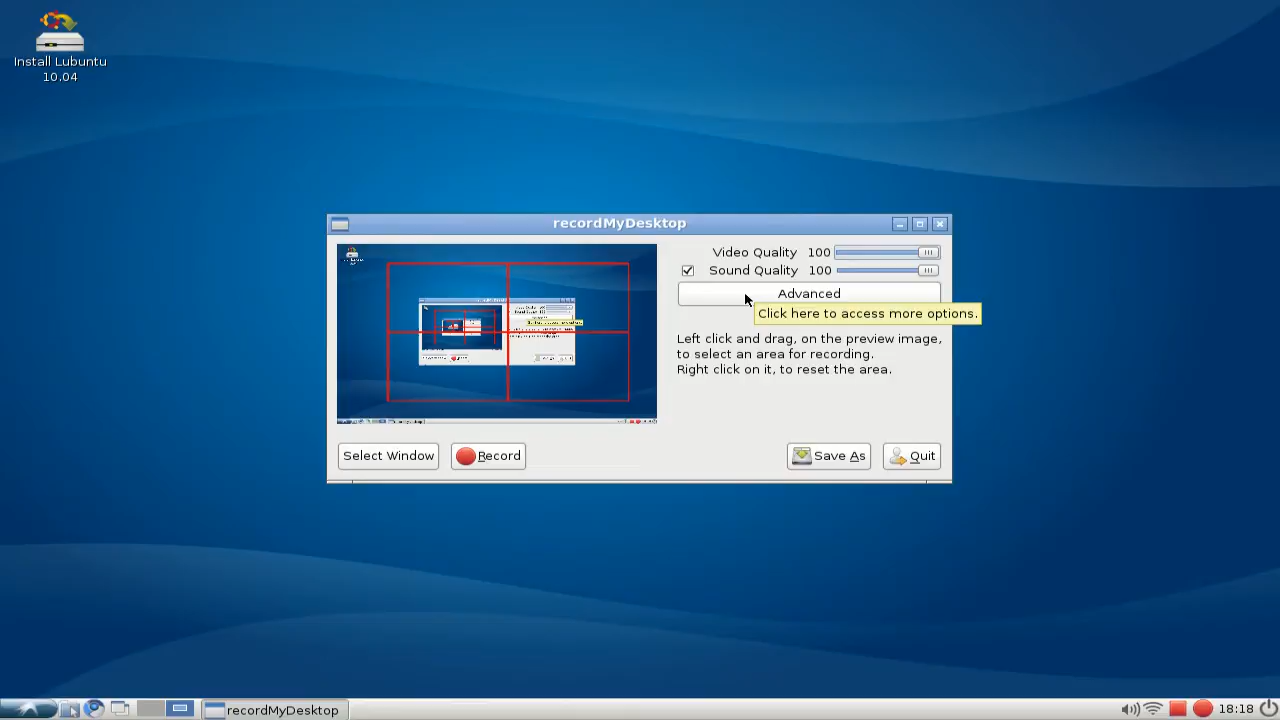 Install Lubuntu
10.04
recordMyDesktop
Video Quality 100
Sound Quality 100
Advanced
Click here to access more options.
Left click and drag, on the preview image,
to select an area for recording.
Right click on it, to reset the area.
Select Window
Record
Save As
Quit
recordMyDesktop
18:18